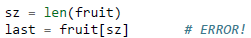 sz = len(fruit)
last = fruit[sz]       # ERROR!